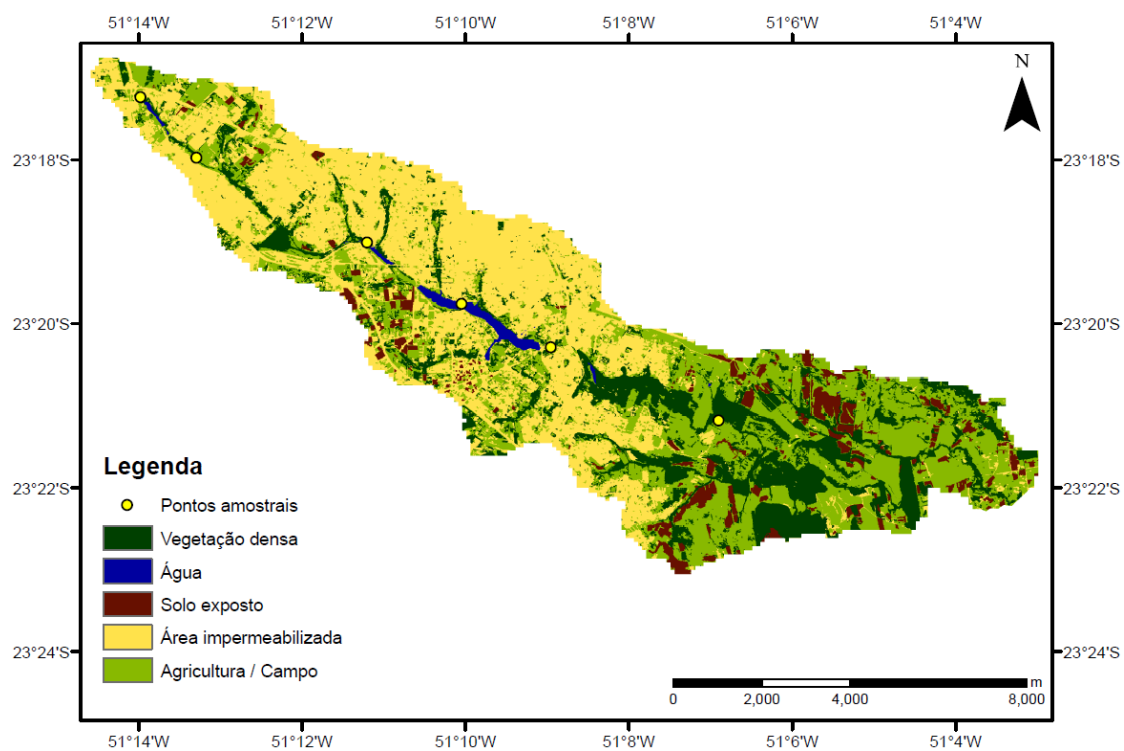 51°14'W 51°12'W 51°10'W 51°8'W 51°6'W 51°4'W
N
23°18'S 23°18'S
23°20'S 23°20'S
Legenda
23°22'S 23°22'S
Pontos amostrais
Vegetação densa
Água
Solo exposto
Área impermeabilizada
23°24'S 23°24'S
Agricultura / Campo
m
0 2,000 4,000 8,000
51°14'W 51°12'W 51°10'W 51°8'W 51°6'W 51°4'W